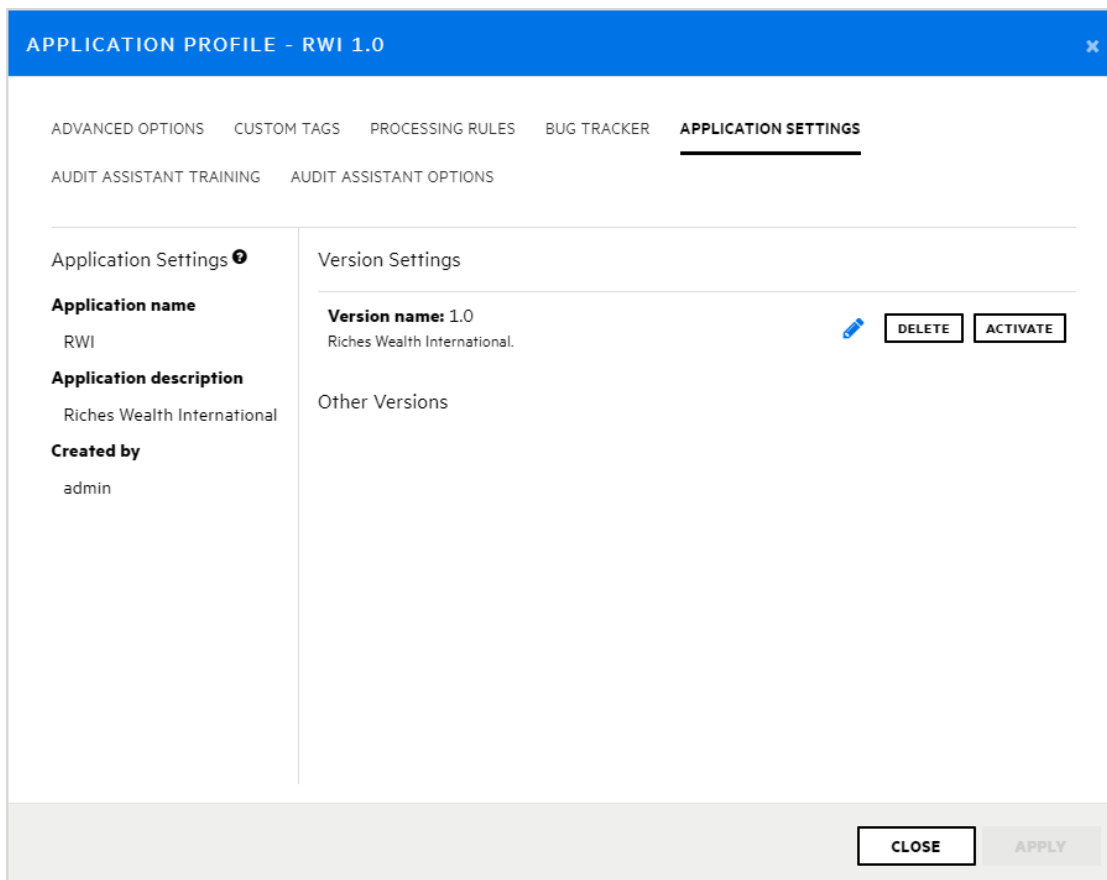 APPLICATION PROFILE - RWI 1.0
ADVANCED OPTIONS CUSTOM TAGS PROCESSING RULES BUG TRACKER APPLICATION SETTINGS
AUDIT ASSISTANT TRAINING AUDIT ASSISTANT OPTIONS
Application Settings
Application name
RWI
Application description
Riches Wealth International
Created by
admin
Version Settings
Version name: 1.0
Riches Wealth International.
DELETE ACTIVATE
Other Versions
CLOSE APPLY